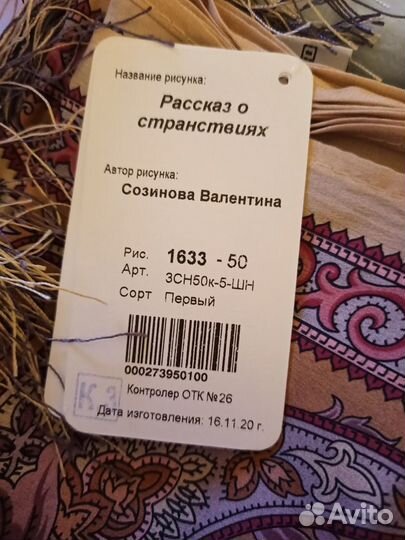 Название рисунка:
Рассказ о
странствиях
Автор рисунка:
Созинова Валентина
Рис. 1633 - 50
Арт. 3СН50к-5-ШН
Сорт Первый
000273950100
Контролер ОТК №26
Дата изготовления: 16.11.20 г.
Avito